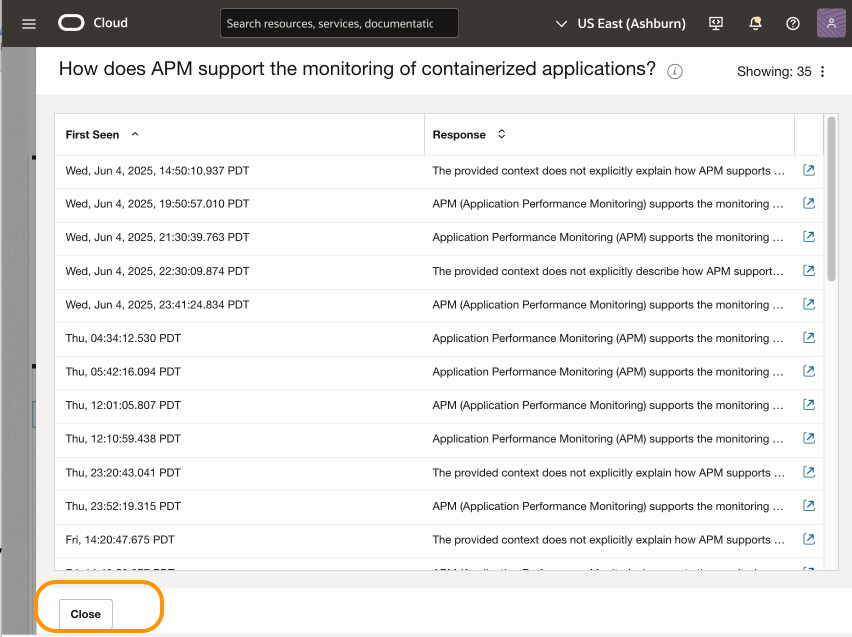 Cloud
Search resources, services, documentatic
US East (Ashburn)
How does APM support the monitoring of containerized applications?
Showing: 35
First Seen Response
Wed, Jun 4, 2025, 14:50:10.937 PDT The provided context does not explicitly explain how APM supports ...
Wed, Jun 4, 2025, 19:50:57.010 PDT APM (Application Performance Monitoring) supports the monitoring ...
Wed, Jun 4, 2025, 21:30:39.763 PDT Application Performance Monitoring (APM) supports the monitoring ...
Wed, Jun 4, 2025, 22:30:09.874 PDT The provided context does not explicitly describe how APM support...
Wed, Jun 4, 2025, 23:41:24.834 PDT APM (Application Performance Monitoring) supports the monitoring ...
Thu, 04:34:12.530 PDT Application Performance Monitoring (APM) supports the monitoring ...
Thu, 05:42:16.094 PDT Application Performance Monitoring (APM) supports the monitoring ...
Thu, 12:01:05.807 PDT APM (Application Performance Monitoring) supports the monitoring ...
Thu, 12:10:59.438 PDT Application Performance Monitoring (APM) supports the monitoring ...
Thu, 23:20:43.041 PDT The provided context does not explicitly explain how APM supports ...
Thu, 23:52:19.315 PDT APM (Application Performance Monitoring) supports the monitoring ...
Fri, 14:20:47.675 PDT The provided context does not explicitly explain how APM supports ...
Close